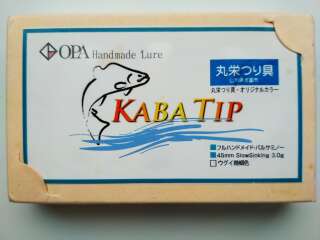 OPA Handmade Lure
丸栄つり具
丸栄つり具・オリジナルカラー
KABA TIP
■フルハンドメイド・バルサミノー
■45mm SlowSinking 3.0g
□ウグイ婚姻色